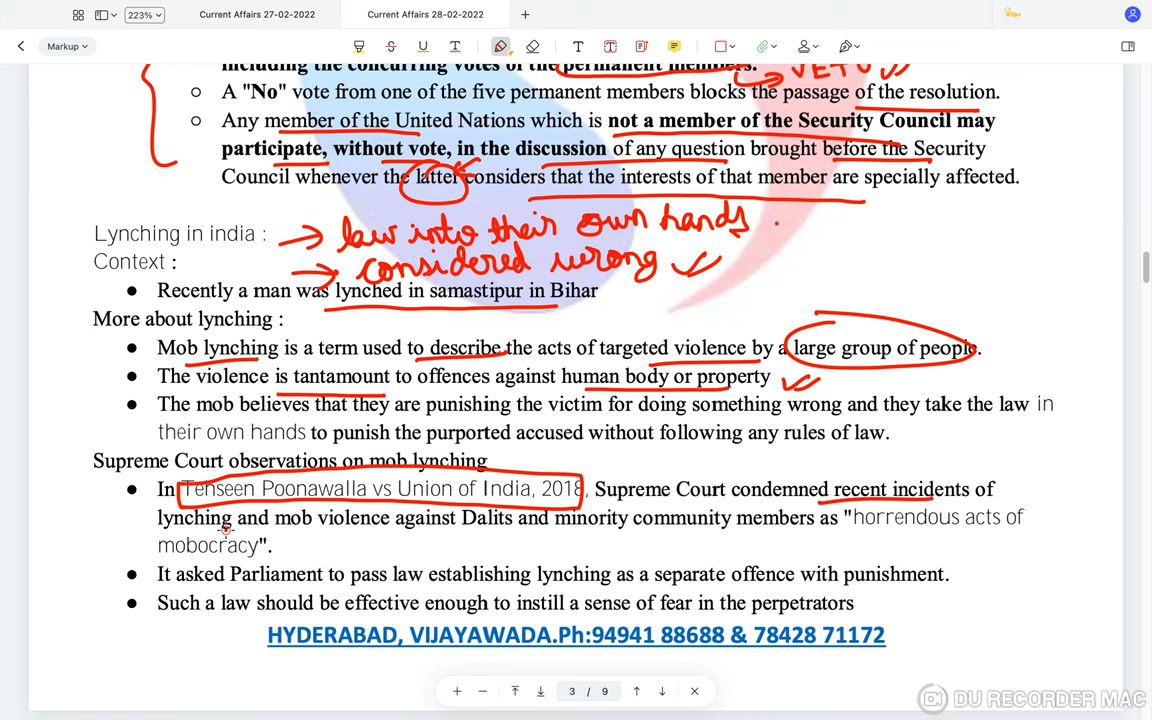 223%
Current Affairs 27-02-2022
Current Affairs 28-02-2022
Markup
including the concurring votes of the permanent members.
→ VETO
A "No" vote from one of the five permanent members blocks the passage of the resolution.
Any member of the United Nations which is not a member of the Security Council may
participate, without vote, in the discussion of any question brought before the Security
Council whenever the latter considers that the interests of that member are specially affected.
Lynching in india : → law into their own hands.
Context : → considered wrong
Recently a man was lynched in samastipur in Bihar
More about lynching :
Mob lynching is a term used to describe the acts of targeted violence by a large group of people.
The violence is tantamount to offences against human body or property
The mob believes that they are punishing the victim for doing something wrong and they take the law in
their own hands to punish the purported accused without following any rules of law.
Supreme Court observations on mob lynching
In Tehseen Poonawalla vs Union of India, 2018, Supreme Court condemned recent incidents of
lynching and mob violence against Dalits and minority community members as "horrendous acts of
mobocracy".
It asked Parliament to pass law establishing lynching as a separate offence with punishment.
Such a law should be effective enough to instill a sense of fear in the perpetrators
HYDERABAD, VIJAYAWADA.Ph:94941 88688 & 78428 71172
3 / 9
DU RECORDER MAC